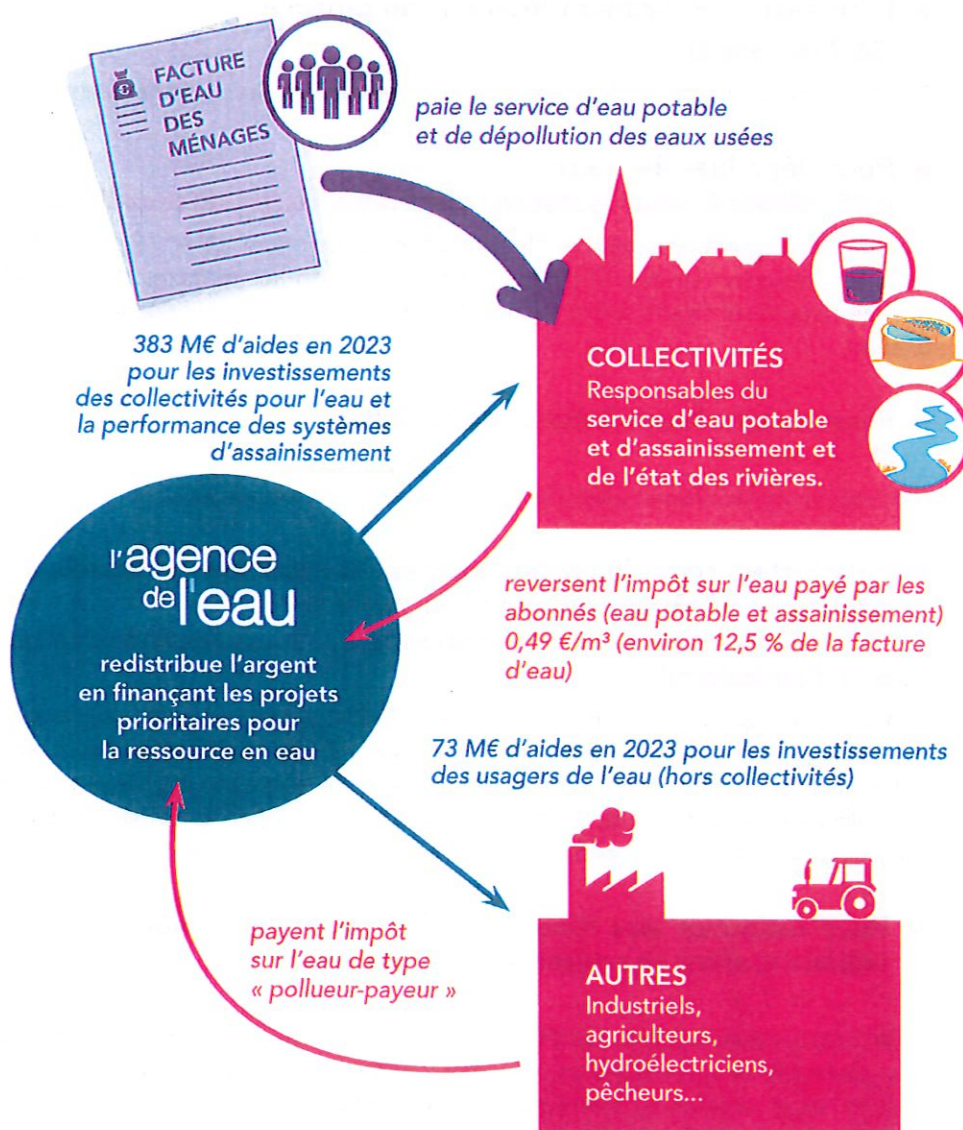 FACTURE
D'EAU
DES
MÉNAGES
paie le service d'eau potable
et de dépollution des eaux usées
383 M€ d'aides en 2023
pour les investissements
des collectivités pour l'eau et
la performance des systèmes
d'assainissement
COLLECTIVITÉS
Responsables du
service d'eau potable
et d'assainissement et
de l'état des rivières.
l'agence
de l'eau
redistribue l'argent
en finançant les projets
prioritaires pour
la ressource en eau
reversent l'impôt sur l'eau payé par les
abonnés (eau potable et assainissement)
0,49 €/m³ (environ 12,5 % de la facture
d'eau)
73 M€ d'aides en 2023 pour les investissements
des usagers de l'eau (hors collectivités)
payent l'impôt
sur l'eau de type
« pollueur-payeur »
AUTRES
Industriels,
agriculteurs,
hydroélectriciens,
pêcheurs...